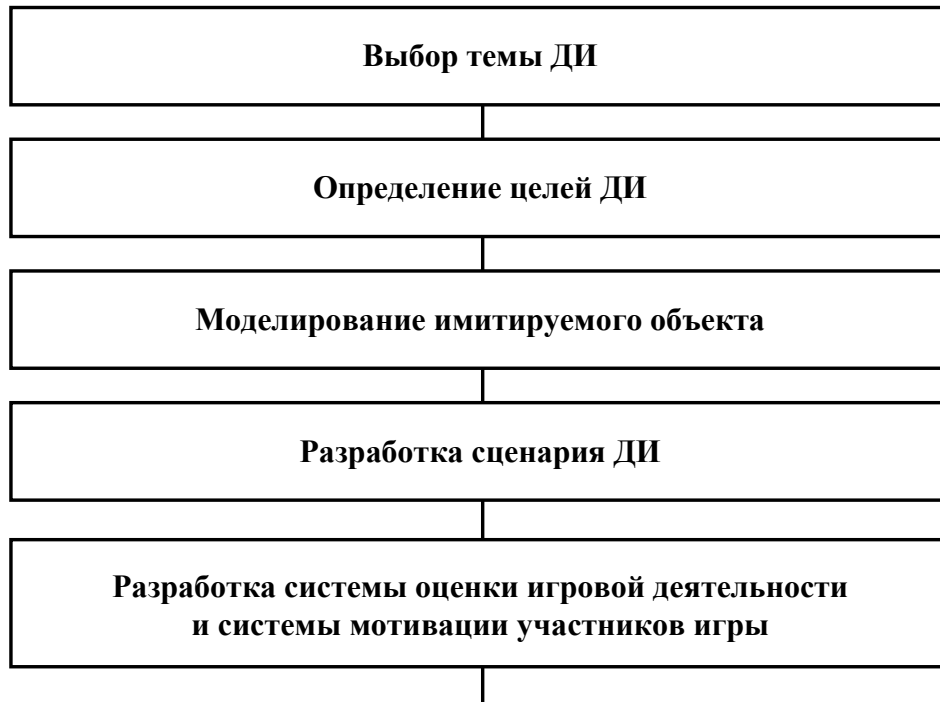 Выбор темы ДИ
Определение целей ДИ
Моделирование имитируемого объекта
Разработка сценария ДИ
Разработка системы оценки игровой деятельности
и системы мотивации участников игры